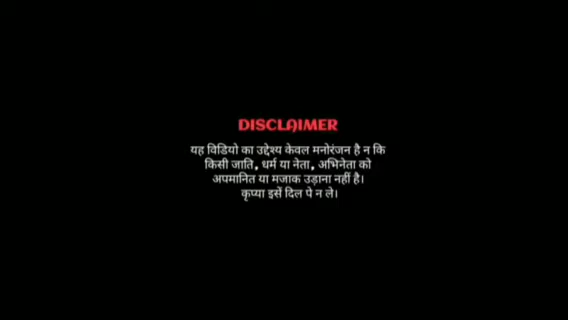 DISCLAIMER
यह विडियो का उद्देश्य केवल मनोरंजन है न कि
किसी जाति, धर्म या नेता, अभिनेता को
अपमानित या मजाक उड़ाना नहीं है।
कृप्या इसें दिल पे न ले।